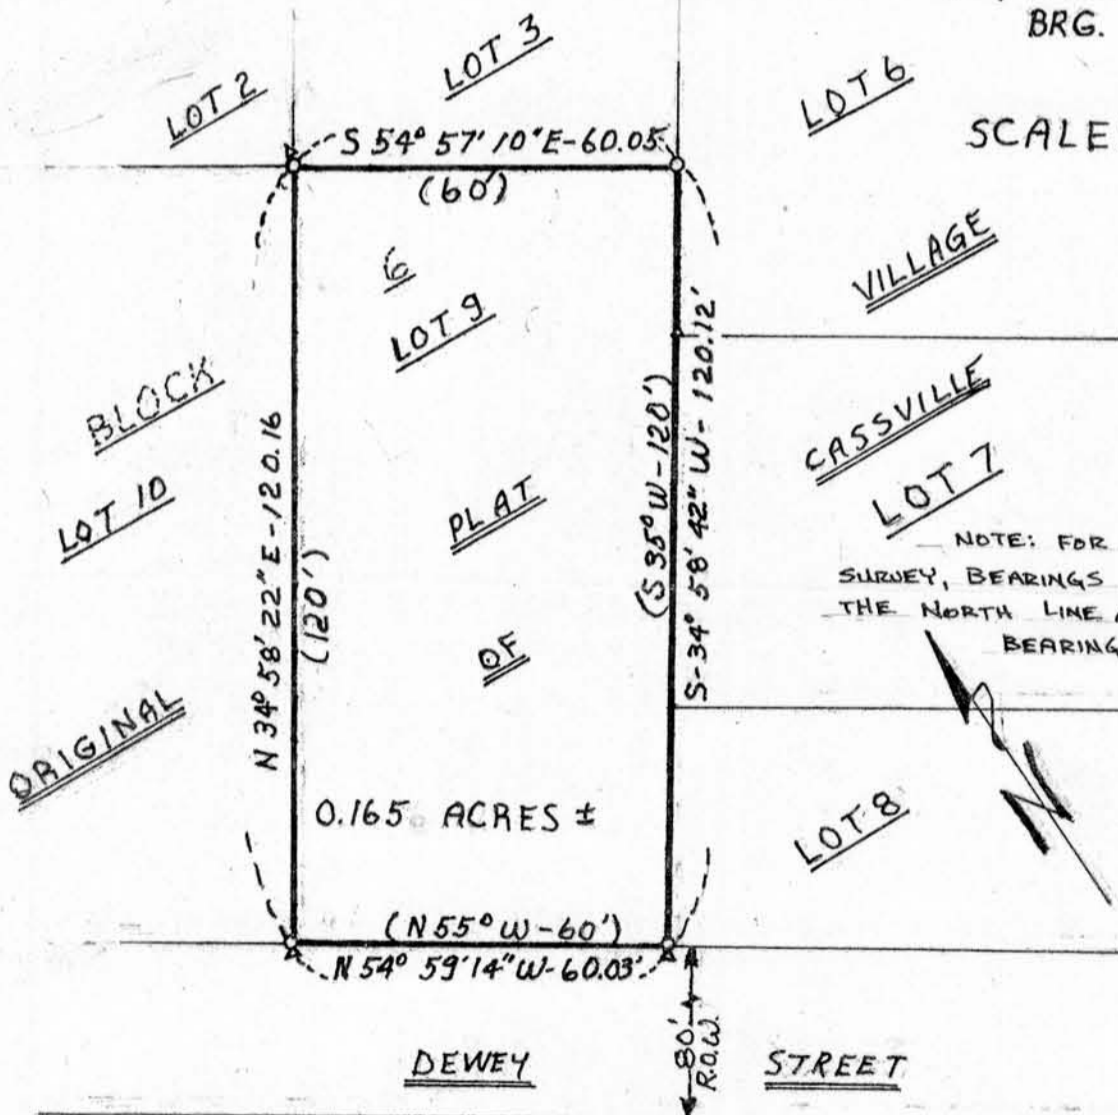 BRG.
LOT 2
LOT 3
LOT 6
SCALE
S 54° 57' 10" E-60.05'
(60')
6
LOT 9
VILLAGE
BLOCK
LOT 10
N 34° 58' 22" E-120.16
(120')
PLAT
OF
(S 35° W-120')
S-34° 58' 42" W- 120.12'
CASSVILLE
LOT 7
NOTE: FOR
SURVEY, BEARINGS
THE NORTH LINE
BEARING
ORIGINAL
0.165 ACRES ±
LOT 8
(N 55° W-60')
N 54° 59' 14" W-60.03'
80'
R.O.W.
DEWEY STREET